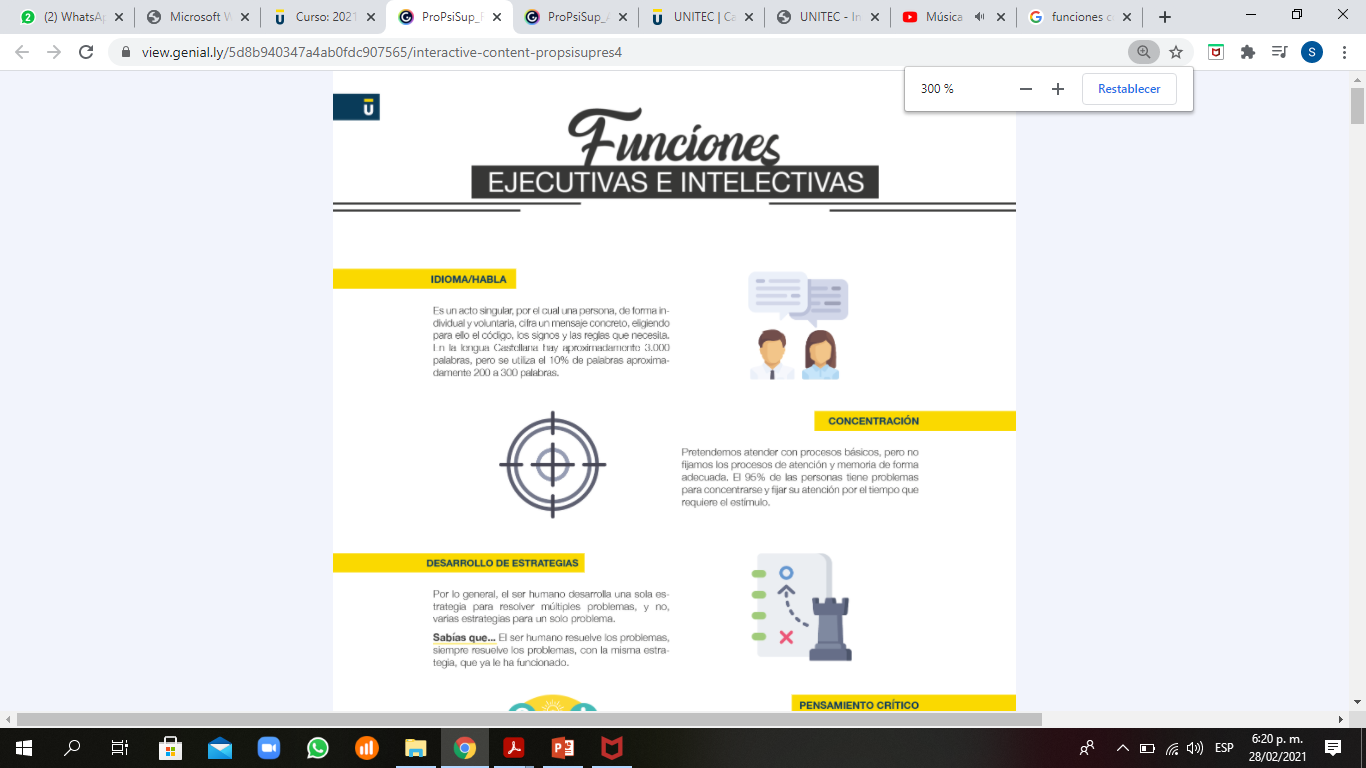 (2) WhatsAp
Microsoft W
Curso: 2021
ProPsiSup_F
ProPsiSup_A
UNITEC | Ca
UNITEC - In
Música
funciones c
view.genial.ly/5d8b940347a4ab0fdc907565/interactive-content-propsisupres4
S
300 %
Restablecer
Funciones
EJECUTIVAS E INTELECTIVAS
IDIOMA/HABLA
Es un acto singular, por el cual una persona, de forma in-
dividual y voluntaria, cifra un mensaje concreto, eligiendo
para ello el código, los signos y las reglas que necesita.
En la lengua Castellana hay aproximadamente 3.000
palabras, pero se utiliza el 10% de palabras aproxima-
damente 200 a 300 palabras.
CONCENTRACIÓN
Pretendemos atender con procesos básicos, pero no
fijamos los procesos de atención y memoria de forma
adecuada. El 95% de las personas tiene problemas
para concentrarse y fijar su atención por el tiempo que
requiere el estímulo.
DESARROLLO DE ESTRATEGIAS
Por lo general, el ser humano desarrolla una sola es-
trategia para resolver múltiples problemas, y no,
varias estrategias para un solo problema.
Sabías que... El ser humano resuelve los problemas,
siempre resuelve los problemas, con la misma estra-
tegia, que ya le ha funcionado.
PENSAMIENTO CRÍTICO
ESP
6:20 p. m.
28/02/2021